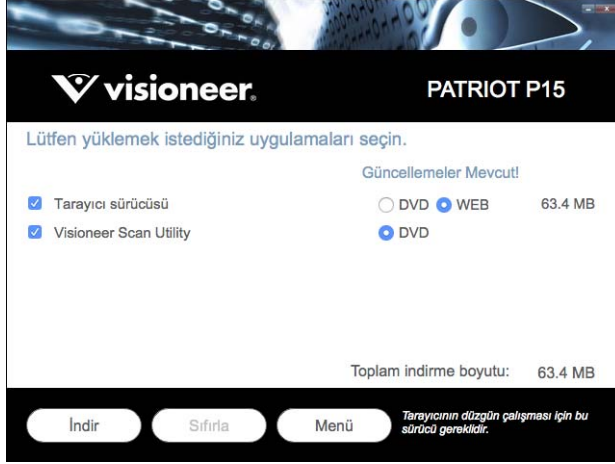 visioneer®
PATRIOT P15
Lütfen yüklemek istediğiniz uygulamaları seçin.
Güncellemeler Mevcut!
Tarayıcı sürücüsü DVD WEB 63.4 MB
Visioneer Scan Utility DVD
Toplam indirme boyutu: 63.4 MB
İndir Sıfırla Menü
Tarayıcının düzgün çalışması için bu
sürücü gereklidir.